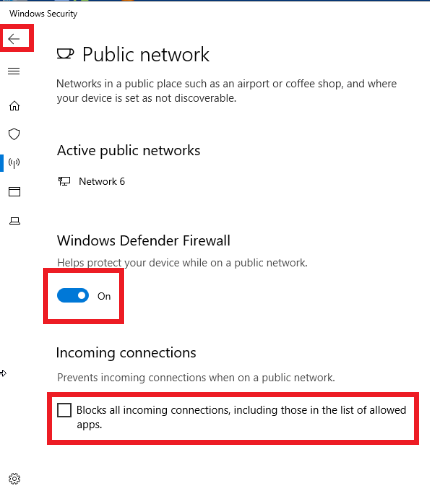 Windows Security
Public network
Networks in a public place such as an airport or coffee shop, and where
your device is set as not discoverable.
Active public networks
Network 6
Windows Defender Firewall
Helps protect your device while on a public network.
On
Incoming connections
Prevents incoming connections when on a public network.
Blocks all incoming connections, including those in the list of allowed
apps.